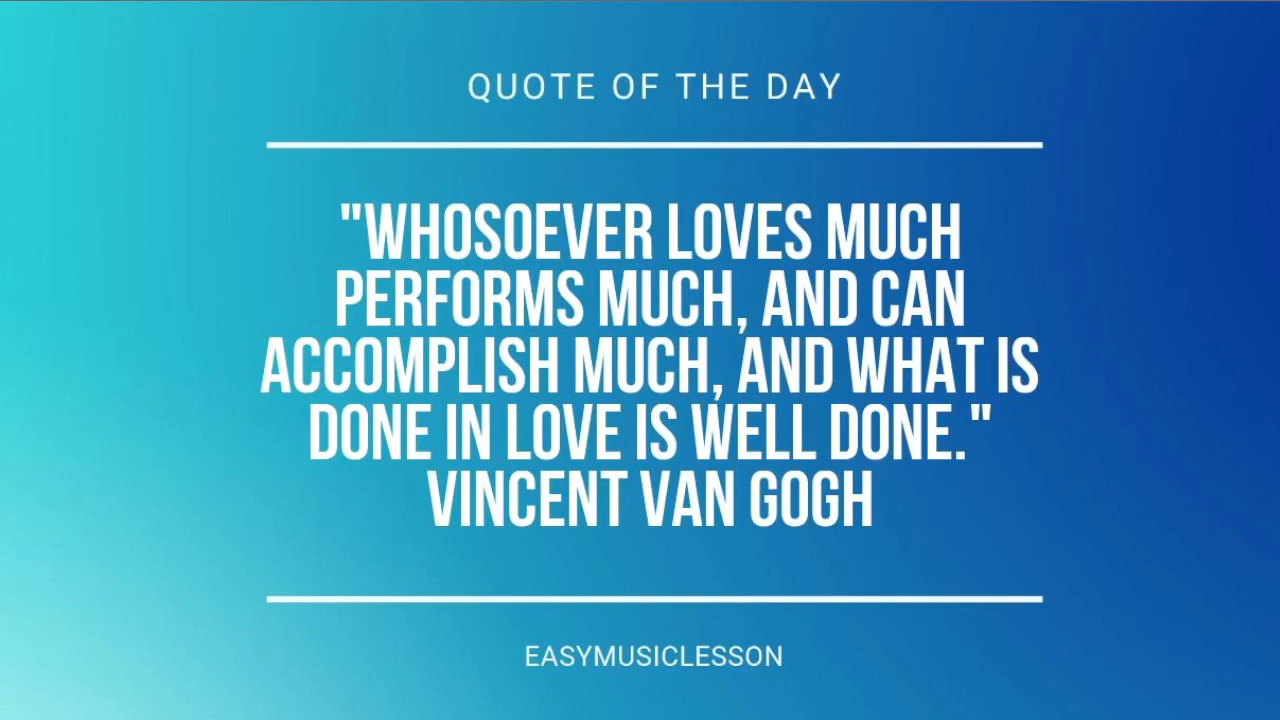 QUOTE OF THE DAY
"WHOSOEVER LOVES MUCH
PERFORMS MUCH, AND CAN
ACCOMPLISH MUCH, AND WHAT IS
DONE IN LOVE IS WELL DONE."
VINCENT VAN GOGH
EASYMUSICLESSON